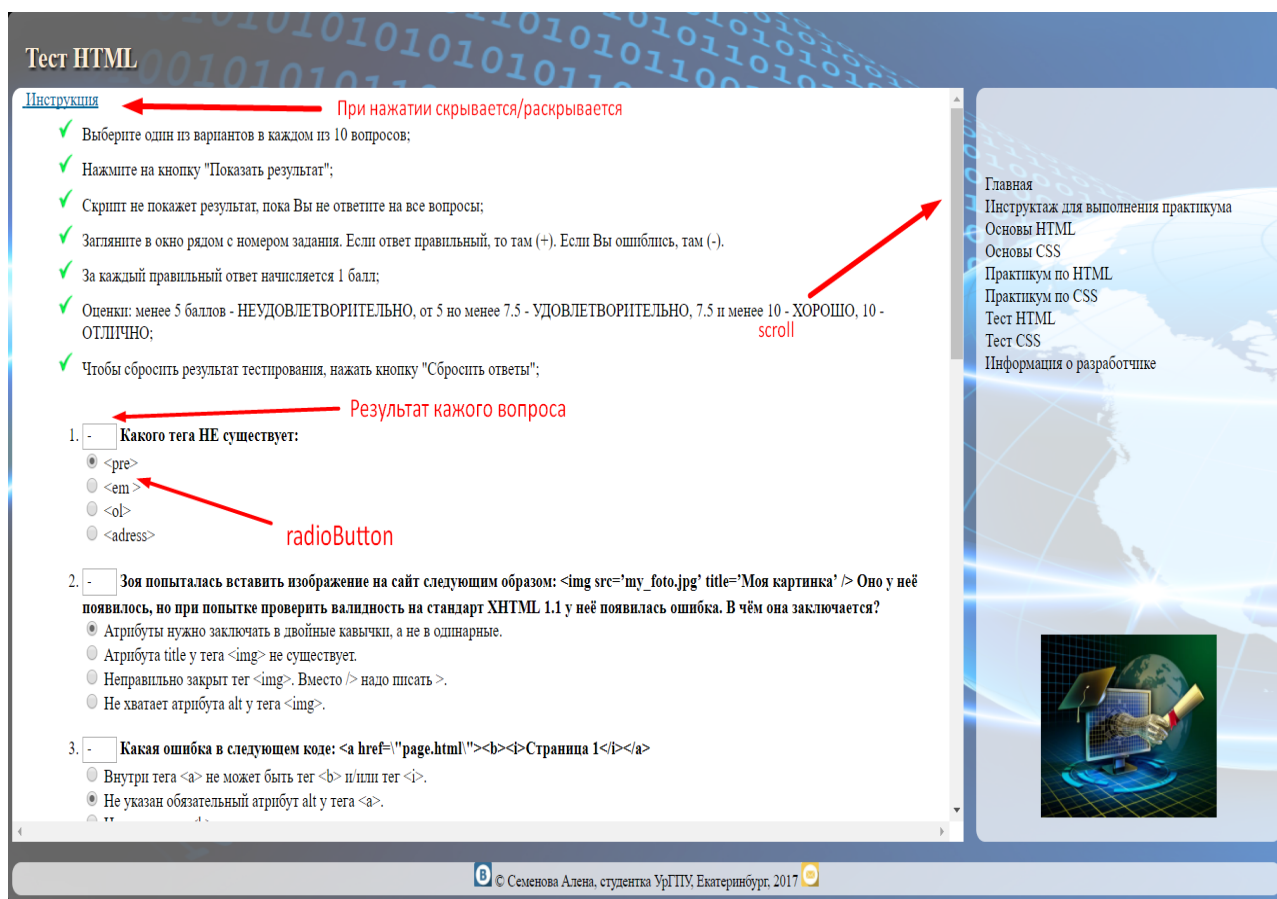 Тест HTML
Инструкция
При нажатии скрывается/раскрывается
Выберите один из вариантов в каждом из 10 вопросов;
Нажмите на кнопку "Показать результат";
Скрипт не покажет результат, пока Вы не ответите на все вопросы;
Загляните в окно рядом с номером задания. Если ответ правильный, то там (+). Если Вы ошиблись, там (-).
За каждый правильный ответ начисляется 1 балл;
Оценки: менее 5 баллов - НЕУДОВЛЕТВОРИТЕЛЬНО, от 5 но менее 7.5 - УДОВЛЕТВОРИТЕЛЬНО, 7.5 и менее 10 - ХОРОШО, 10 -
ОТЛИЧНО;
scroll
Чтобы сбросить результат тестирования, нажать кнопку "Сбросить ответы";
Результат кажого вопроса
1. - Какого тега НЕ существует:
<pre>
<em >
<ol>
<adress>
radioButton
2. - Зоя попыталась вставить изображение на сайт следующим образом: <img src='my_foto.jpg' title='Моя картинка' /> Оно у неё
появилось, но при попытке проверить валидность на стандарт XHTML 1.1 у неё появилась ошибка. В чём она заключается?
Атрибуты нужно заключать в двойные кавычки, а не в одинарные.
Атрибута title у тега <img> не существует.
Неправильно закрыт тег <img>. Вместо /> надо писать >.
Не хватает атрибута alt у тега <img>.
3. - Какая ошибка в следующем коде: <a href=\"page.html\"><b><i>Страница 1</i></a>
Внутри тега <a> не может быть тег <b> и/или тег <i>.
Не указан обязательный атрибут alt у тега <a>.
Главная
Инструктаж для выполнения практикума
Основы HTML
Основы CSS
Практикум по HTML
Практикум по CSS
Тест HTML
Тест CSS
Информация о разработчике
© Семенова Алена, студентка УрГПУ, Екатеринбург, 2017